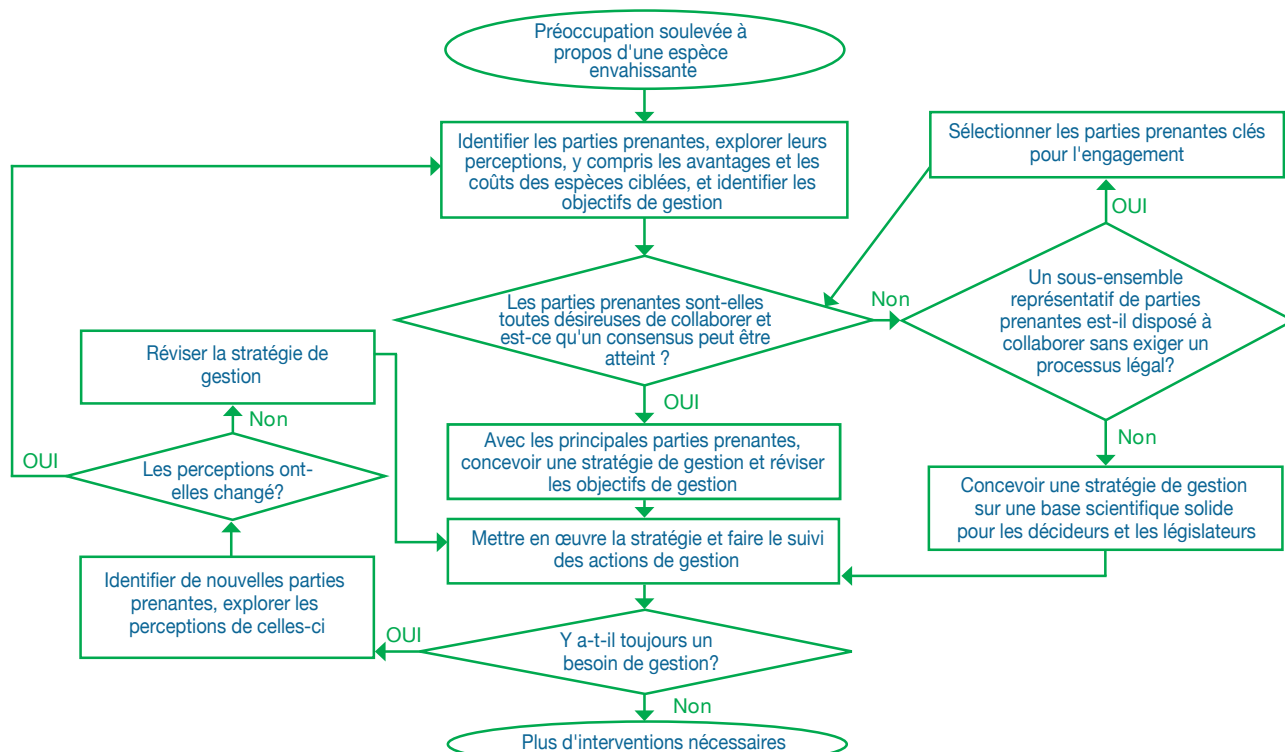 Préoccupation soulevée à
propos d'une espèce
envahissante
Identifier les parties prenantes, explorer leurs
perceptions, y compris les avantages et les
coûts des espèces ciblées, et identifier les
objectifs de gestion
Sélectionner les parties prenantes clés
pour l'engagement
OUI
Les parties prenantes sont-elles
toutes désireuses de collaborer et
est-ce qu'un consensus peut être
atteint ?
Non
Un sous-ensemble
représentatif de parties
prenantes est-il disposé à
collaborer sans exiger un
processus légal?
Réviser la stratégie de
gestion
Non
OUI
Les perceptions ont-
elles changé?
OUI
Avec les principales parties prenantes,
concevoir une stratégie de gestion et réviser
les objectifs de gestion
Non
Concevoir une stratégie de gestion
sur une base scientifique solide
pour les décideurs et les législateurs
Mettre en œuvre la stratégie et faire le suivi
des actions de gestion
Identifier de nouvelles parties
prenantes, explorer les
perceptions de celles-ci
OUI
Y a-t-il toujours un
besoin de gestion?
Non
Plus d'interventions nécessaires